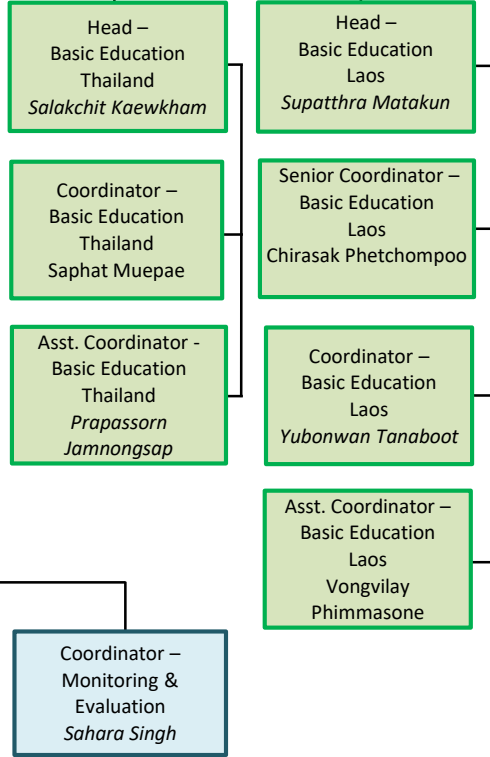 Head –
Basic Education
Thailand
Salakchit Kaewkham
Coordinator –
Basic Education
Thailand
Saphat Muepae
Asst. Coordinator -
Basic Education
Thailand
Prapassorn
Jamnongsap
Head –
Basic Education
Laos
Supatthra Matakun
Senior Coordinator –
Basic Education
Laos
Chirasak Phetchompoo
Coordinator –
Basic Education
Laos
Yubonwan Tanaboot
Asst. Coordinator –
Basic Education
Laos
Vongvilay
Phimmasone
Coordinator –
Monitoring &
Evaluation
Sahara Singh